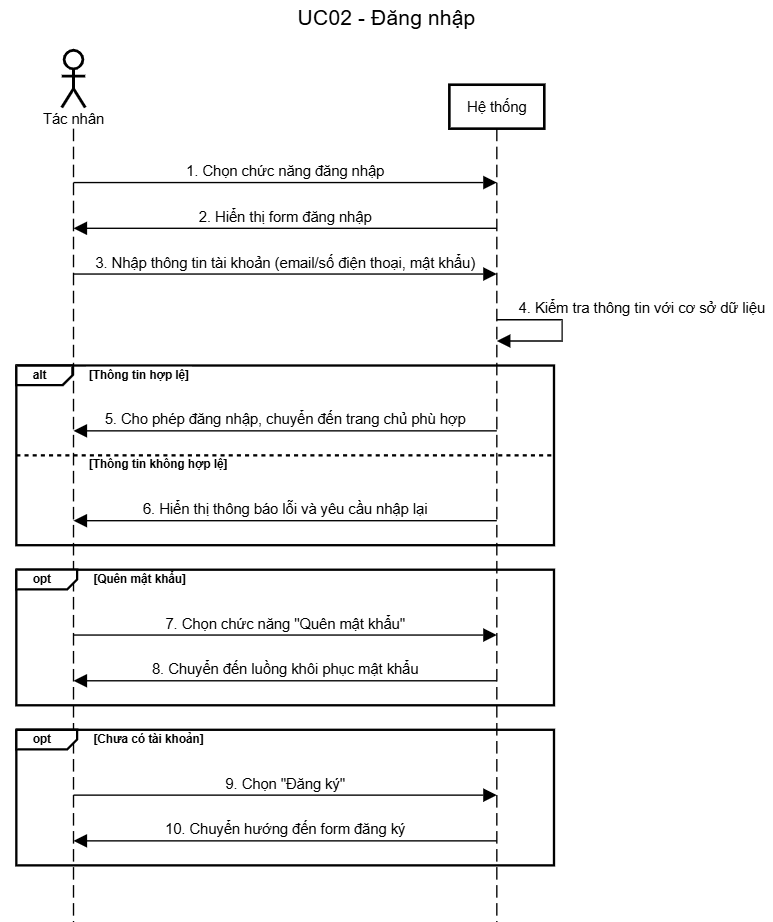 UC02 - Đăng nhập
Tác nhân
Hệ thống
1. Chọn chức năng đăng nhập
2. Hiển thị form đăng nhập
3. Nhập thông tin tài khoản (email/số điện thoại, mật khẩu)
4. Kiểm tra thông tin với cơ sở dữ liệu
alt [Thông tin hợp lệ]
5. Cho phép đăng nhập, chuyển đến trang chủ phù hợp
[Thông tin không hợp lệ]
6. Hiển thị thông báo lỗi và yêu cầu nhập lại
opt [Quên mật khẩu]
7. Chọn chức năng "Quên mật khẩu"
8. Chuyển đến luồng khôi phục mật khẩu
opt [Chưa có tài khoản]
9. Chọn "Đăng ký"
10. Chuyển hướng đến form đăng ký